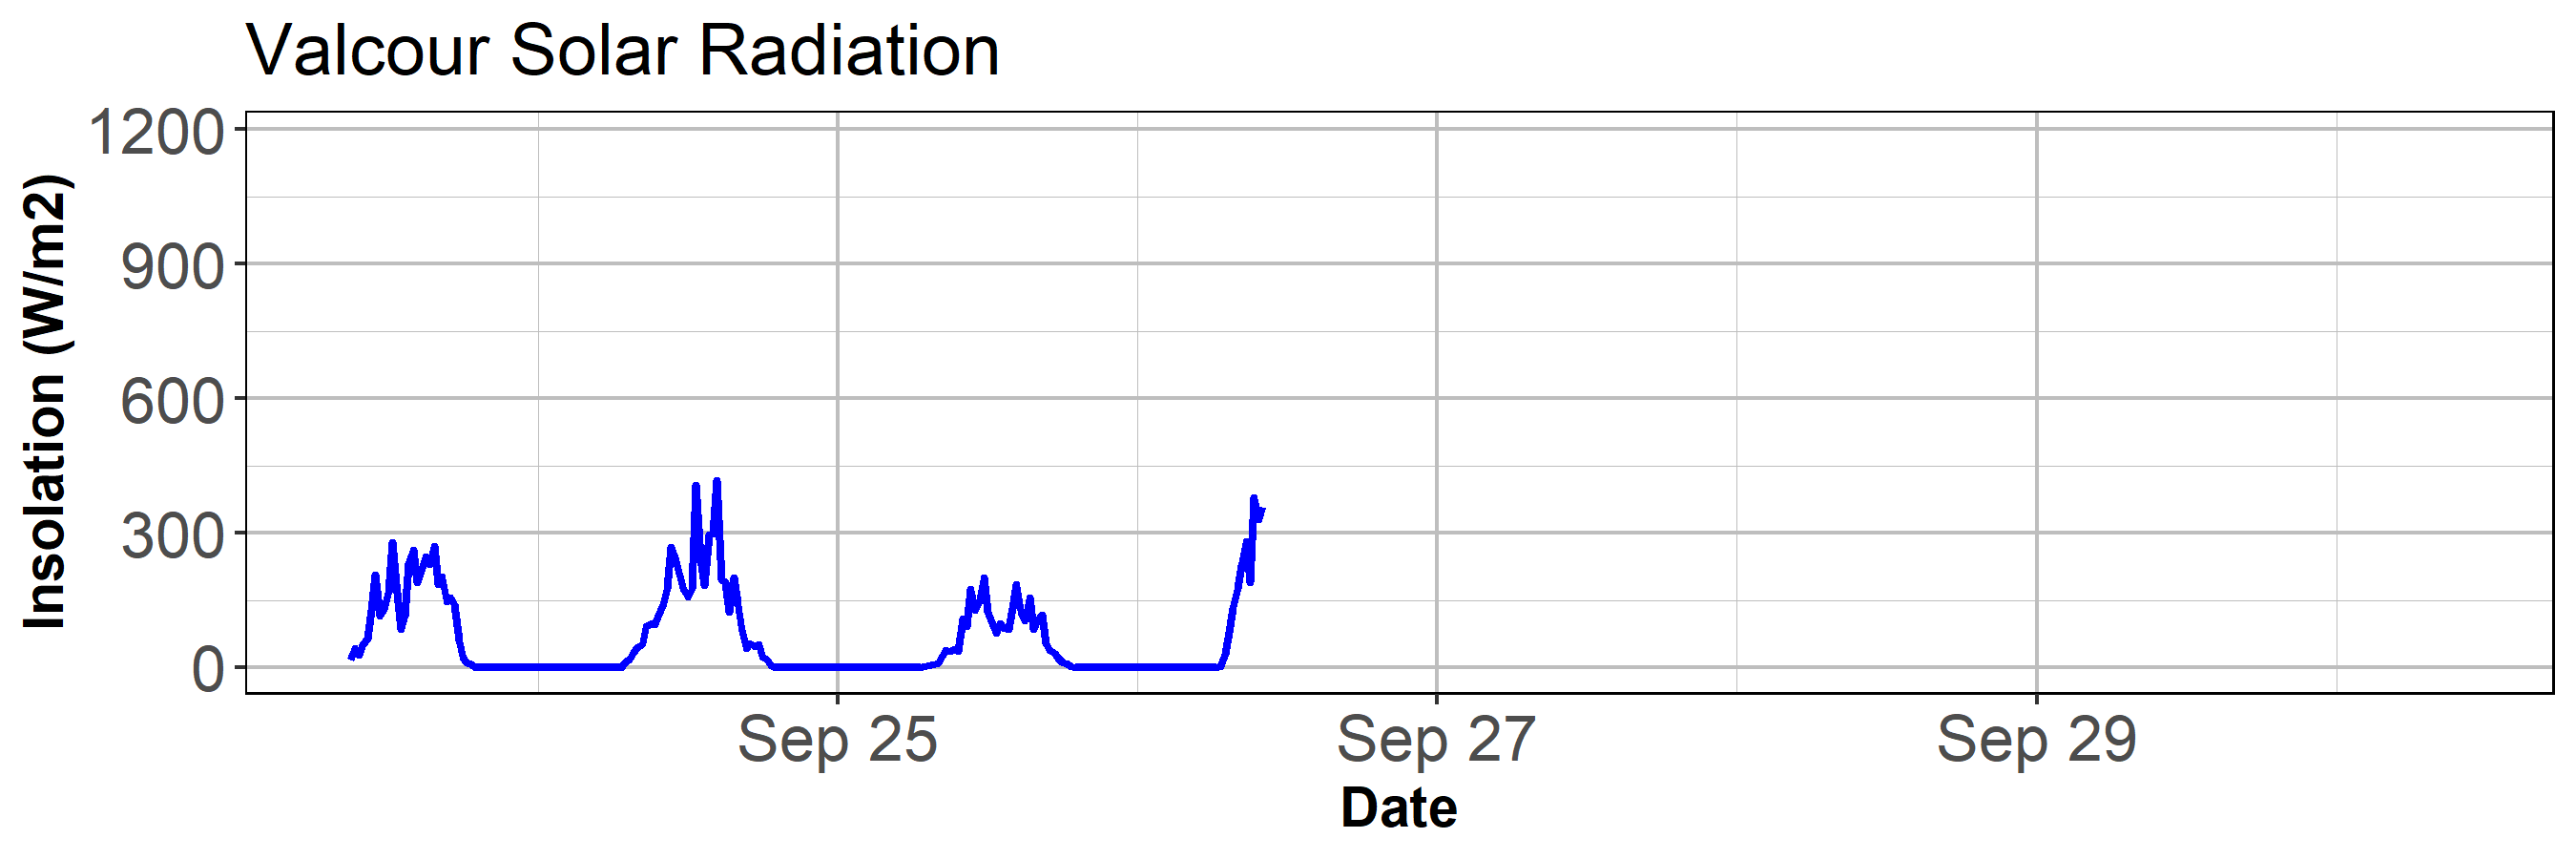 Valcour Solar Radiation
1200
900
600
300
0
Insolation (W/m2)
Sep 25
Sep 27
Sep 29
Date